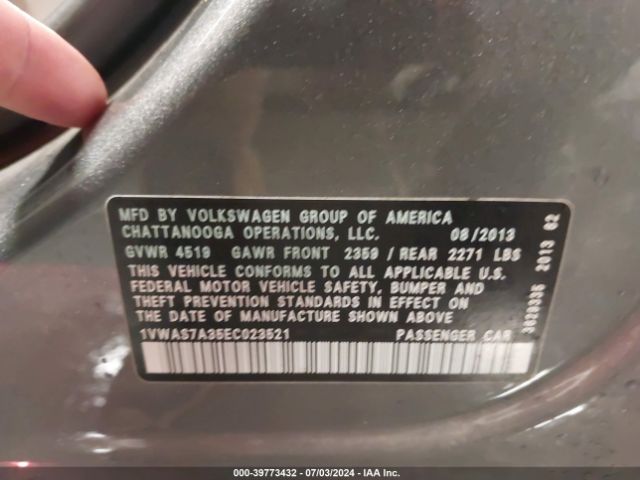 MFD BY VOLKSWAGEN GROUP OF AMERICA
CHATTANOOGA OPERATIONS, LLC. 08/2013
GVWR 4519 GAWR FRONT 2359 / REAR 2271 LBS
THIS VEHICLE CONFORMS TO ALL APPLICABLE U.S.
FEDERAL MOTOR VEHICLE SAFETY, BUMPER AND
THEFT PREVENTION STANDARDS IN EFFECT ON
THE DATE OF MANUFACTURE SHOWN ABOVE
1VWAS7A35EC023521 PASSENGER CAR
2013 02
000-39773432 - 07/03/2024 - IAA Inc.